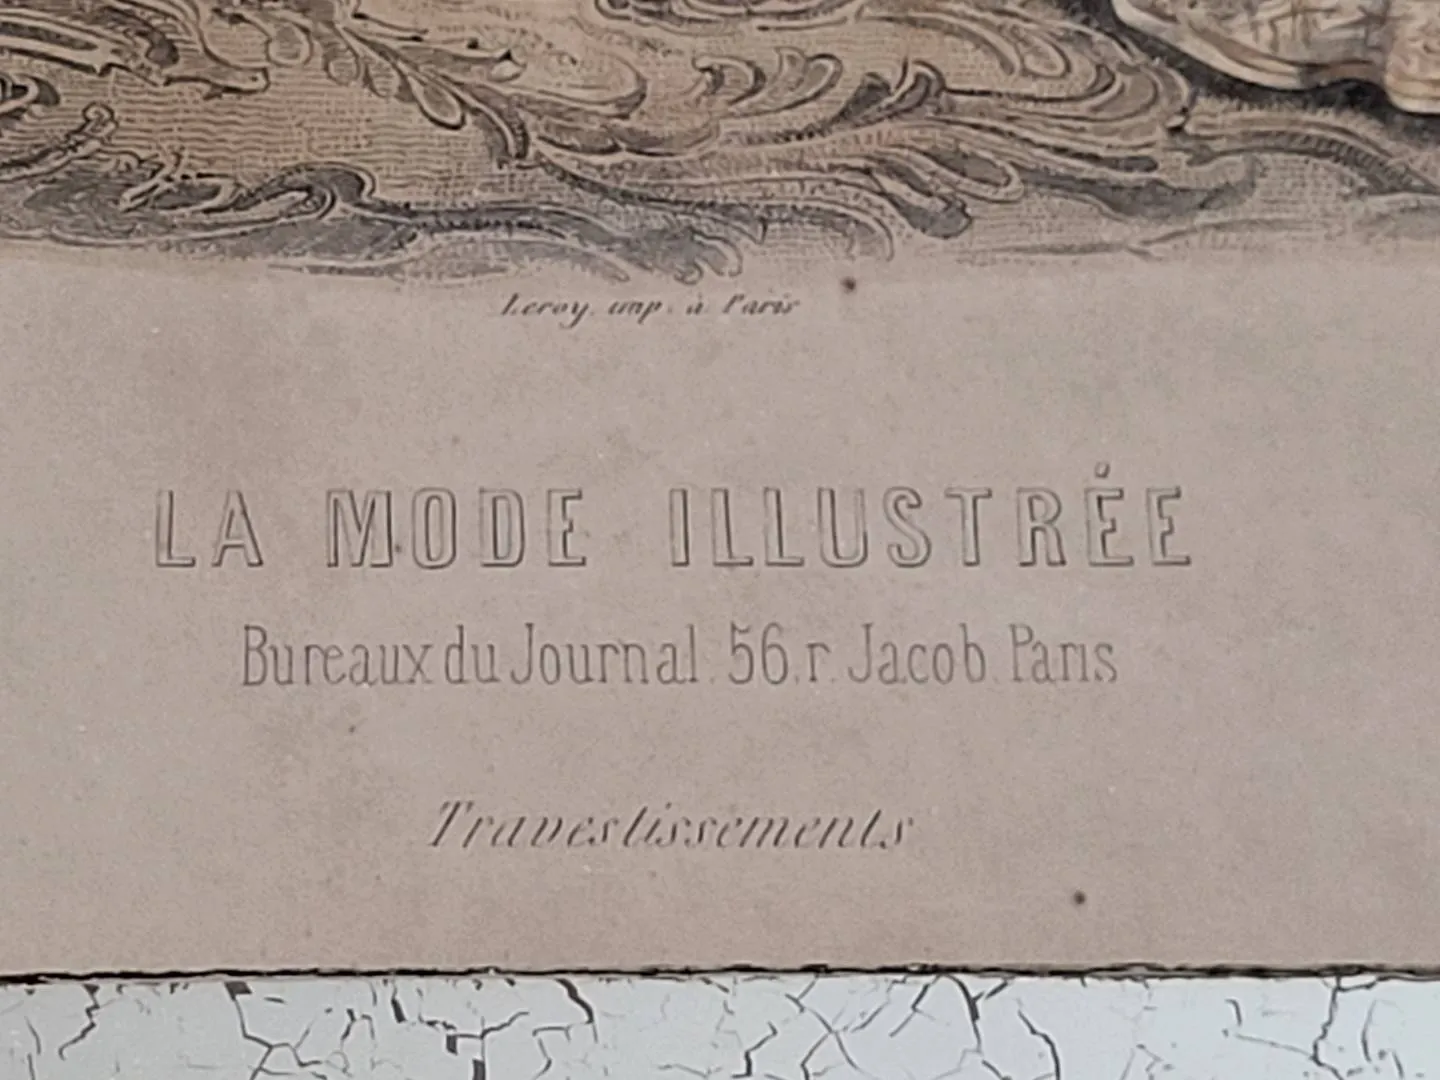 Leroy, imp. à Paris
LA MODE ILLUSTRÉE
Bureaux du Journal. 56. r. Jacob. Paris
Travestissements